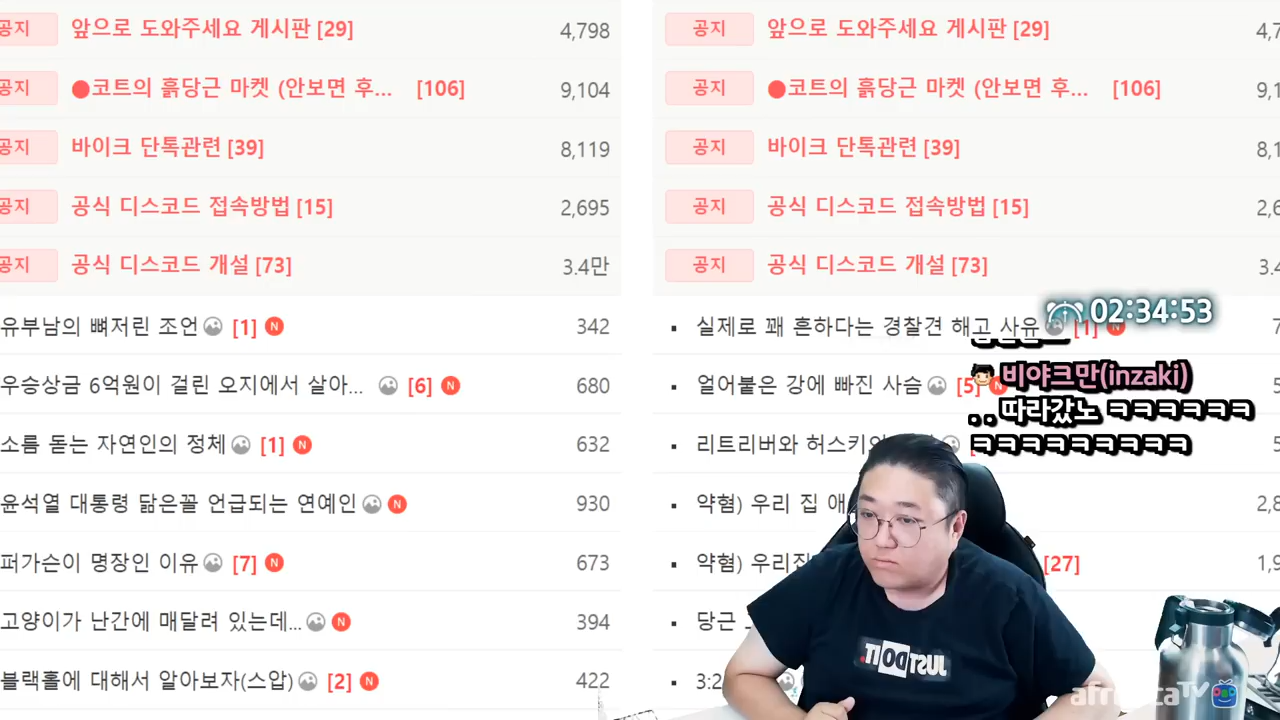 공지 앞으로 도와주세요 게시판 [29] 4,798
공지 ●코트의 흙당근 마켓 (안보면 후... [106] 9,104
공지 바이크 단톡관련 [39] 8,119
공지 공식 디스코드 접속방법 [15] 2,695
공지 공식 디스코드 개설 [73] 3.4만
유부남의 뼈저린 조언 [1] N 342
우승상금 6억원이 걸린 오지에서 살아... [6] N 680
소름 돋는 자연인의 정체 [1] N 632
윤석열 대통령 닮은꼴 언급되는 연예인 N 930
퍼가슨이 명장인 이유 [7] N 673
고양이가 난간에 매달려 있는데... N 394
블랙홀에 대해서 알아보자(스압) [2] N 422
공지 앞으로 도와주세요 게시판 [29]
공지 ●코트의 흙당근 마켓 (안보면 후... [106]
공지 바이크 단톡관련 [39]
공지 공식 디스코드 접속방법 [15]
공지 공식 디스코드 개설 [73]
실제로 꽤 흔하다는 경찰견 해고 사유 [1] N
얼어붙은 강에 빠진 사슴 [5] N
리트리버와 허스키의
약혐) 우리 집
약혐) 우리집 [27]
당근
02:34:53
비야크만(inzaki)
. . 따라갔노 ㅋㅋㅋㅋㅋㅋ
ㅋㅋㅋㅋㅋㅋㅋㅋㅋ
JUST DO IT.
afreecaTV